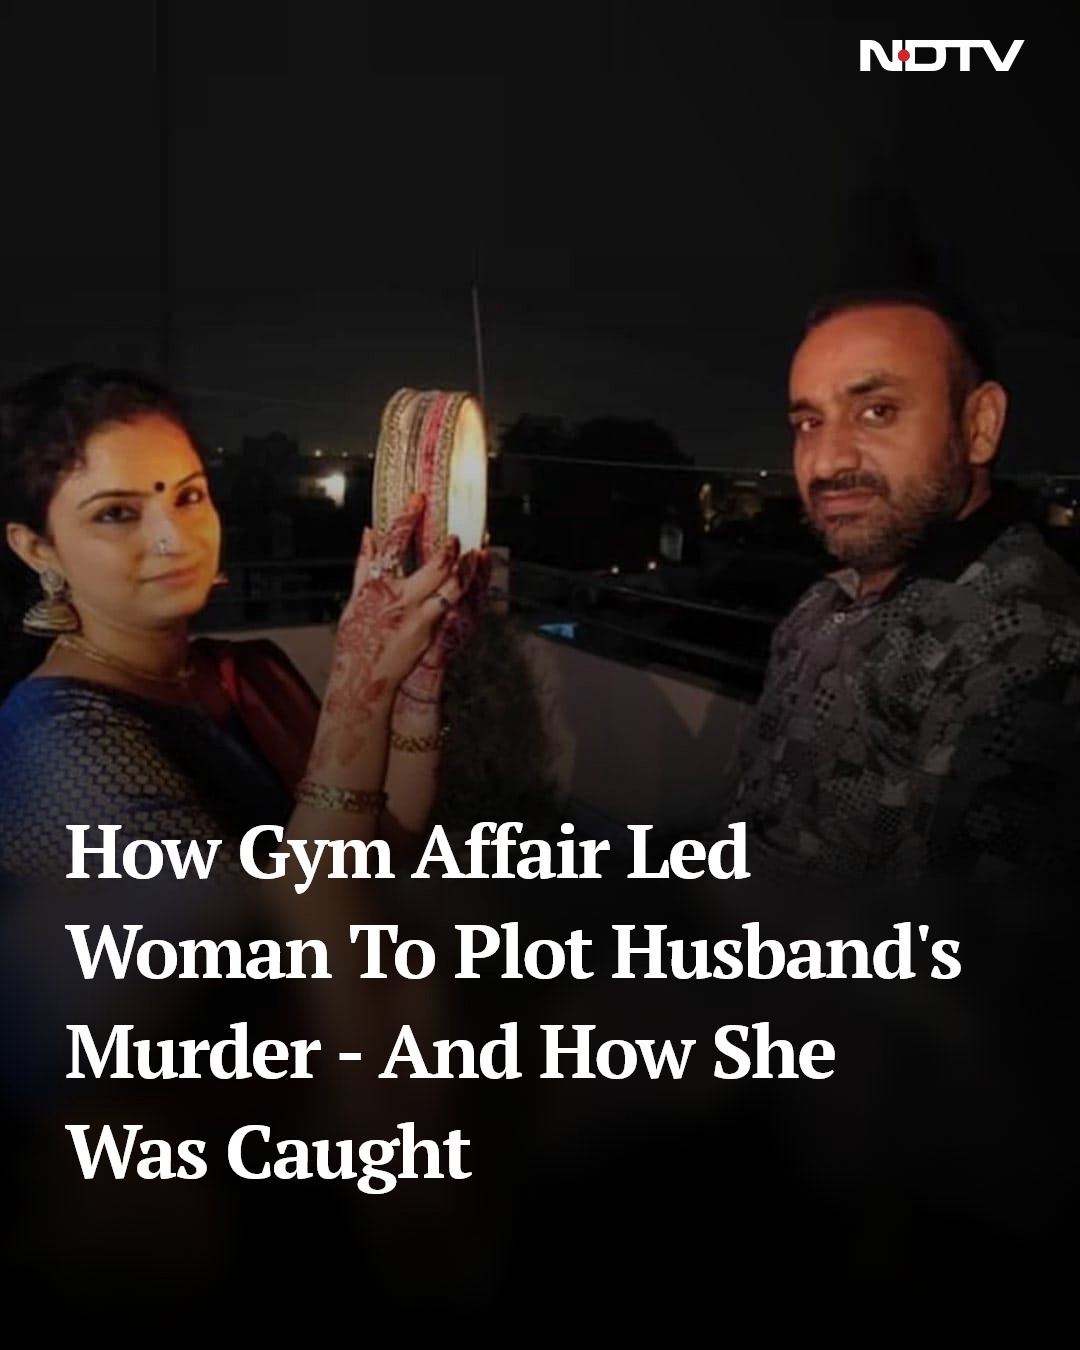 NDTV
How Gym Affair Led
Woman To Plot Husband's
Murder - And How She
Was Caught